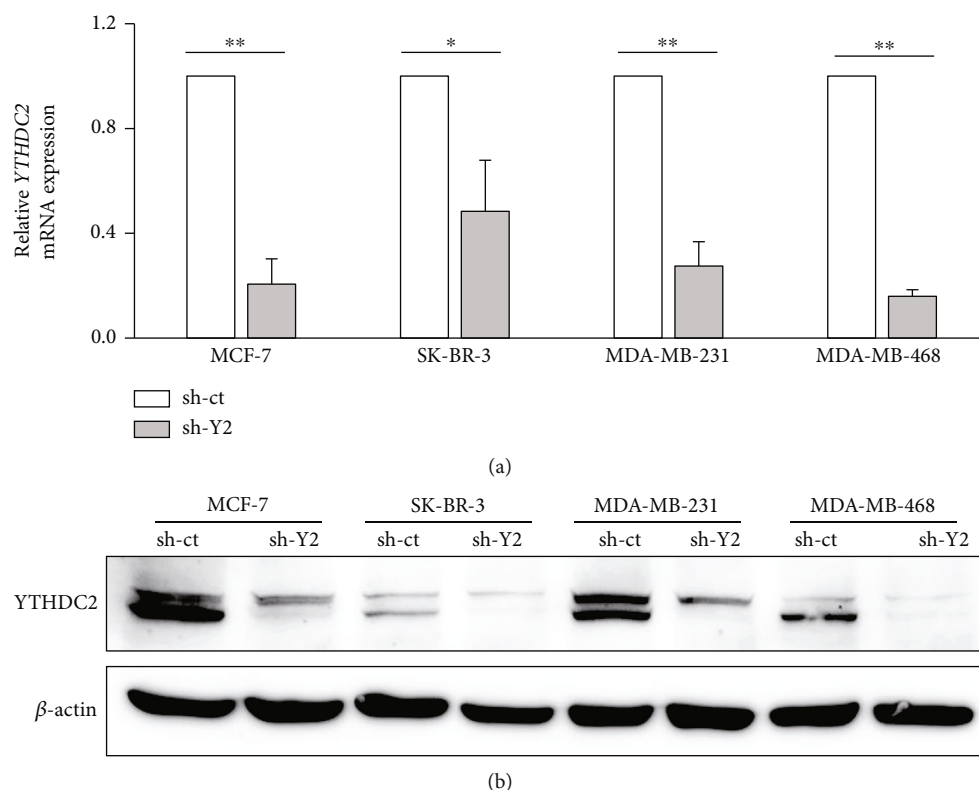 1.2
** * ** **
0.8
Relative YTHDC2
mRNA expression
0.4
0.0
MCF-7 SK-BR-3 MDA-MB-231 MDA-MB-468
sh-ct
sh-Y2
(a)
MCF-7 SK-BR-3 MDA-MB-231 MDA-MB-468
sh-ct sh-Y2 sh-ct sh-Y2 sh-ct sh-Y2 sh-ct sh-Y2
YTHDC2
β-actin
(b)